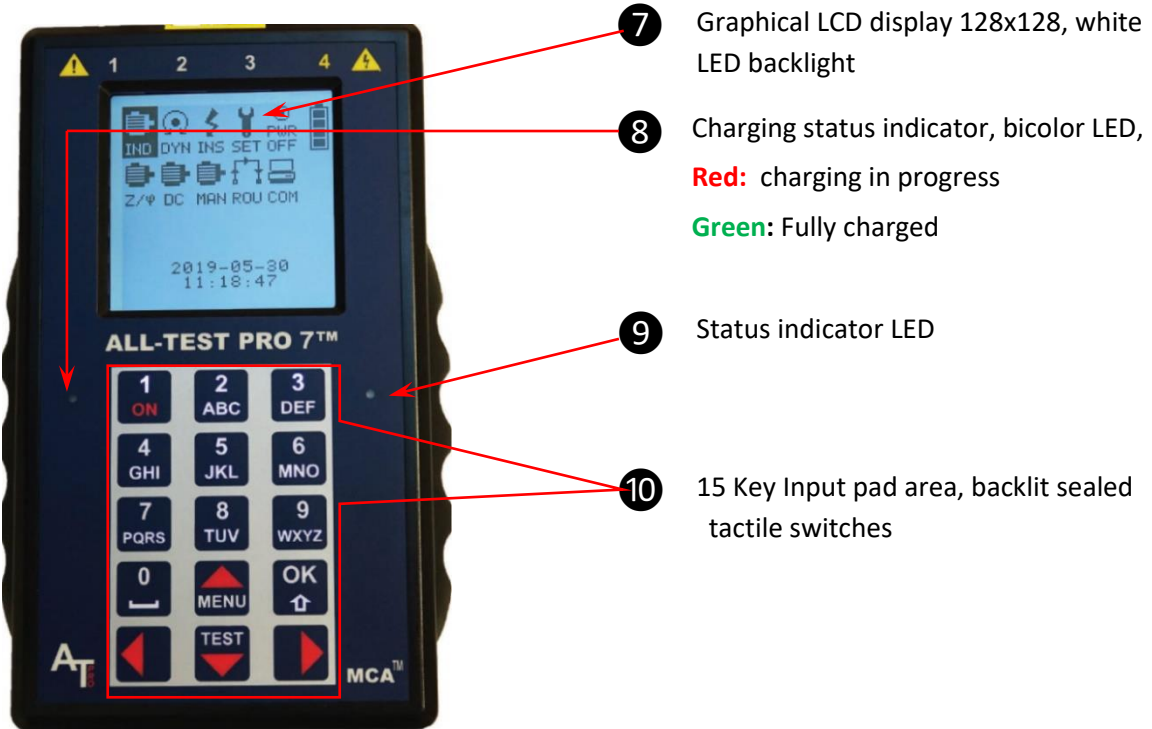 7 Graphical LCD display 128x128, white
LED backlight
8 Charging status indicator, bicolor LED,
Red: charging in progress
Green: Fully charged
9 Status indicator LED
10 15 Key Input pad area, backlit sealed
tactile switches
1 2 3 4
PWR
IND DYN INS SET OFF
Z/φ DC MAN ROU COM
2019-05-30
11:18:47
ALL-TEST PRO 7™
1 2 3
ON ABC DEF
4 5 6
GHI JKL MNO
7 8 9
PQRS TUV WXYZ
0 OK
MENU
TEST
AT MCA™